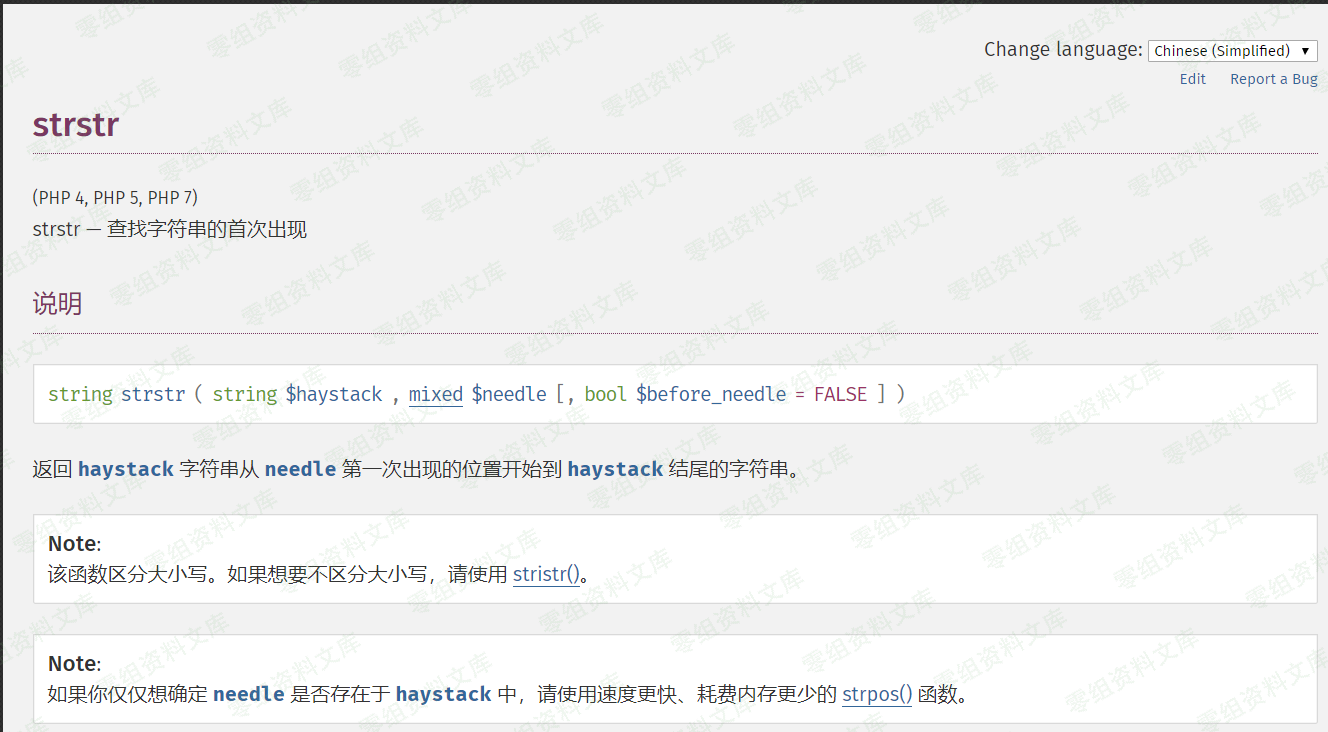 Change language: Chinese (Simplified)
Edit Report a Bug
strstr
(PHP 4, PHP 5, PHP 7)
strstr — 查找字符串的首次出现
说明
string strstr ( string $haystack , mixed $needle [, bool $before_needle = FALSE ] )
返回 haystack 字符串从 needle 第一次出现的位置开始到 haystack 结尾的字符串。
Note:
该函数区分大小写。如果想要不区分大小写，请使用 stristr()。
Note:
如果你仅仅想确定 needle 是否存在于 haystack 中，请使用速度更快、耗费内存更少的 strpos() 函数。
零组资料文库